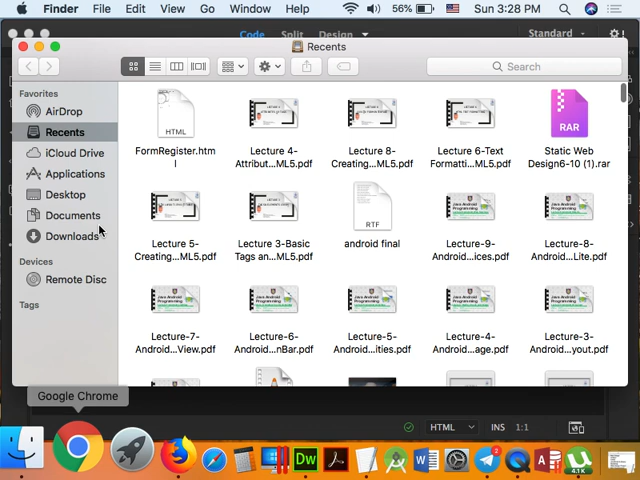 Finder File Edit View Go Window Help 56% Sun 3:28 PM
Code Split Design Standard
Recents
Search
Favorites
AirDrop
Recents
iCloud Drive
Applications
Desktop
Documents
Downloads
Devices
Remote Disc
Tags
HTML
RAR
FormRegister.htm
l
Lecture 4-
Attribut...ML5.pdf
Lecture 8-
Creating...ML5.pdf
Lecture 6-Text
Formatti...ML5.pdf
Static Web
Design6-10 (1).rar
RTF
Lecture 5-
Creating...ML5.pdf
Lecture 3-Basic
Tags an...ML5.pdf
android final
Lecture-9-
Android...ices.pdf
Lecture-8-
Android...Lite.pdf
Lecture-7-
Android...View.pdf
Lecture-6-
Android...nBar.pdf
Lecture-5-
Android...ities.pdf
Lecture-4-
Android...age.pdf
Lecture-3-
Android...yout.pdf
Google Chrome
HTML INS 1:1
Dw
2
4.1 K